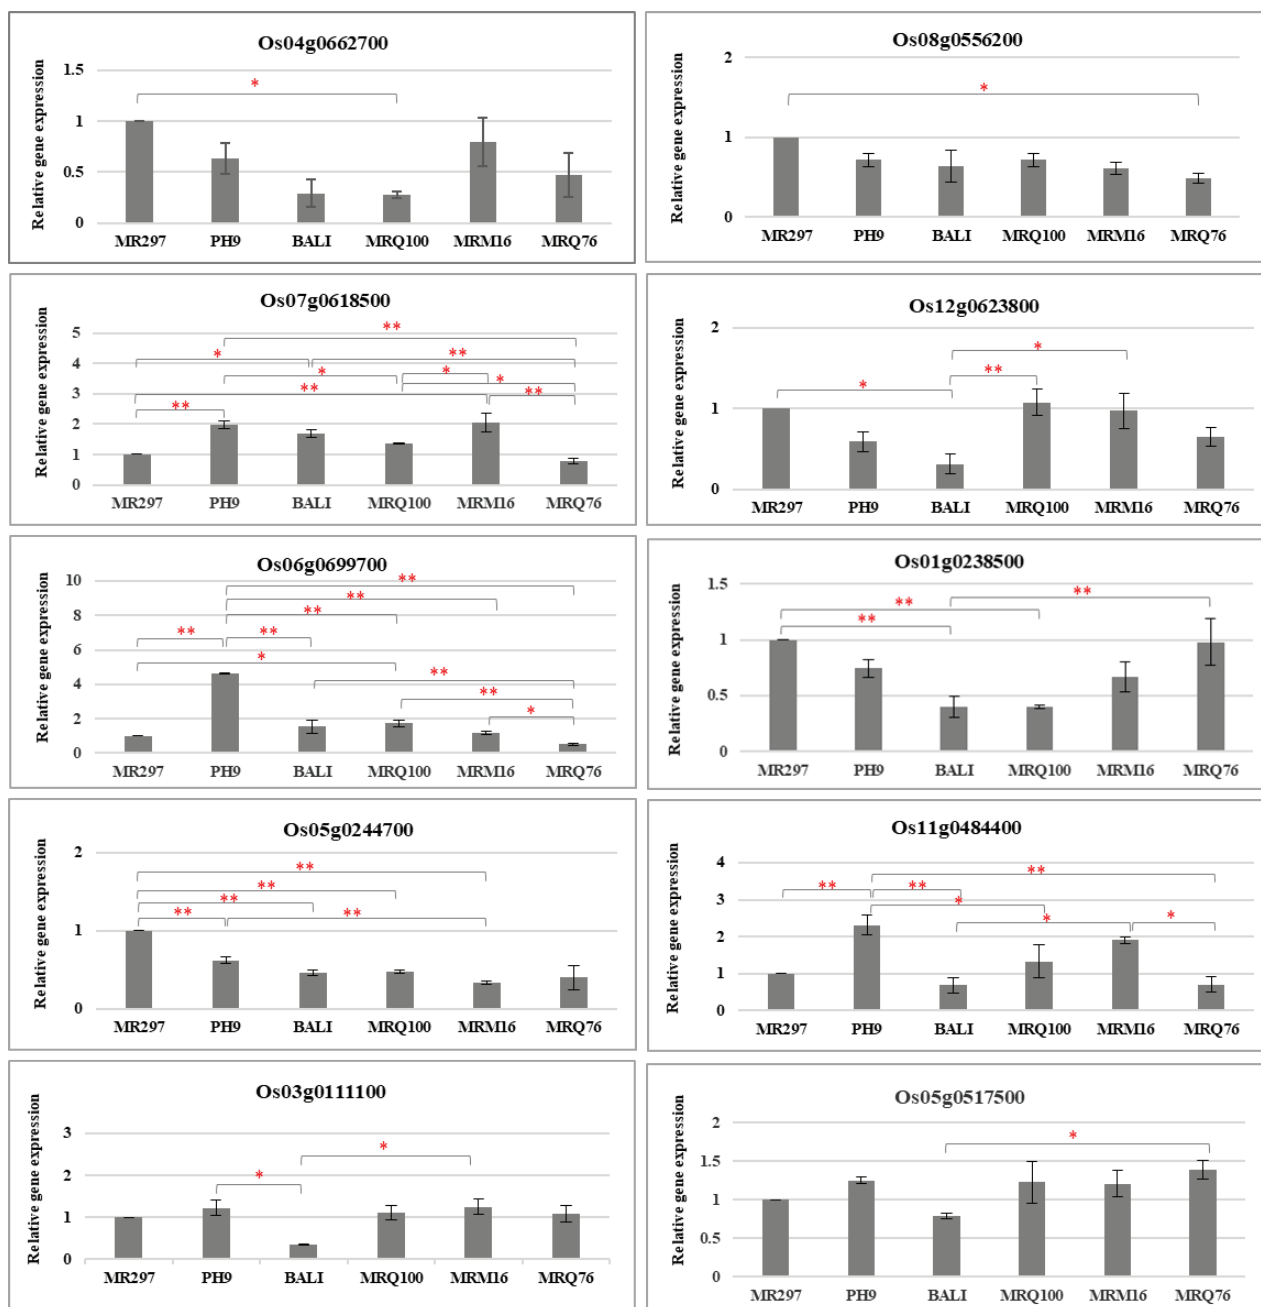 Os04g0662700
Relative gene expression
1.5
*
1
0.5
0
MR297 PH9 BALI MRQ100 MRM16 MRQ76
Os08g0556200
Relative gene expression
2
*
1
0
MR297 PH9 BALI MRQ100 MRM16 MRQ76
Os07g0618500
Relative gene expression
5
**
4
* **
* * *
3
** **
**
2
1
0
MR297 PH9 BALI MRQ100 MRM16 MRQ76
Os12g0623800
Relative gene expression
2
*
**
*
1
0
MR297 PH9 BALI MRQ100 MRM16 MRQ76
Os06g0699700
Relative gene expression
10
**
**
8
**
** **
6
*
**
4
**
*
2
0
MR297 PH9 BALI MRQ100 MRM16 MRQ76
Os01g0238500
Relative gene expression
1.5
** **
**
1
0.5
0
MR297 PH9 BALI MRQ100 MRM16 MRQ76
Os05g0244700
Relative gene expression
2
**
**
**
** **
1
0
MR297 PH9 BALI MRQ100 MRM16 MRQ76
Os11g0484400
Relative gene expression
4
**
** **
3
*
* *
2
1
0
MR297 PH9 BALI MRQ100 MRM16 MRQ76
Os03g0111100
Relative gene expression
3
*
2
*
1
0
MR297 PH9 BALI MRQ100 MRM16 MRQ76
Os05g0517500
Relative gene expression
2
*
1.5
1
0.5
0
MR297 PH9 BALI MRQ100 MRM16 MRQ76